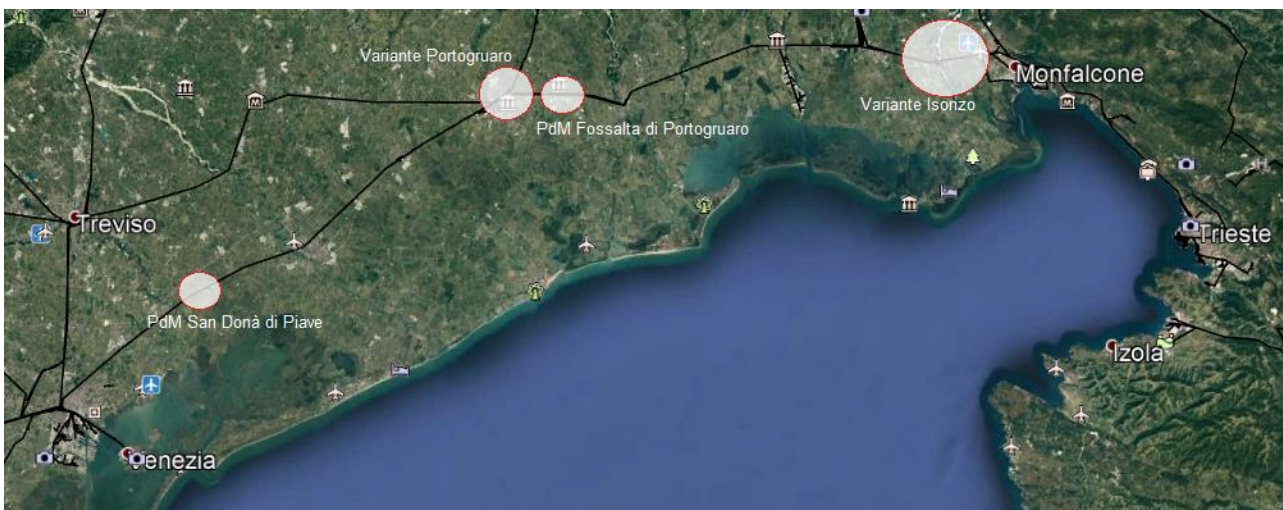 Variante Portogruaro
Monfalcone
Variante Isonzo
PdM Fossalta di Portogruaro
Treviso
Trieste
PdM San Donà di Piave
Izola
Venezia